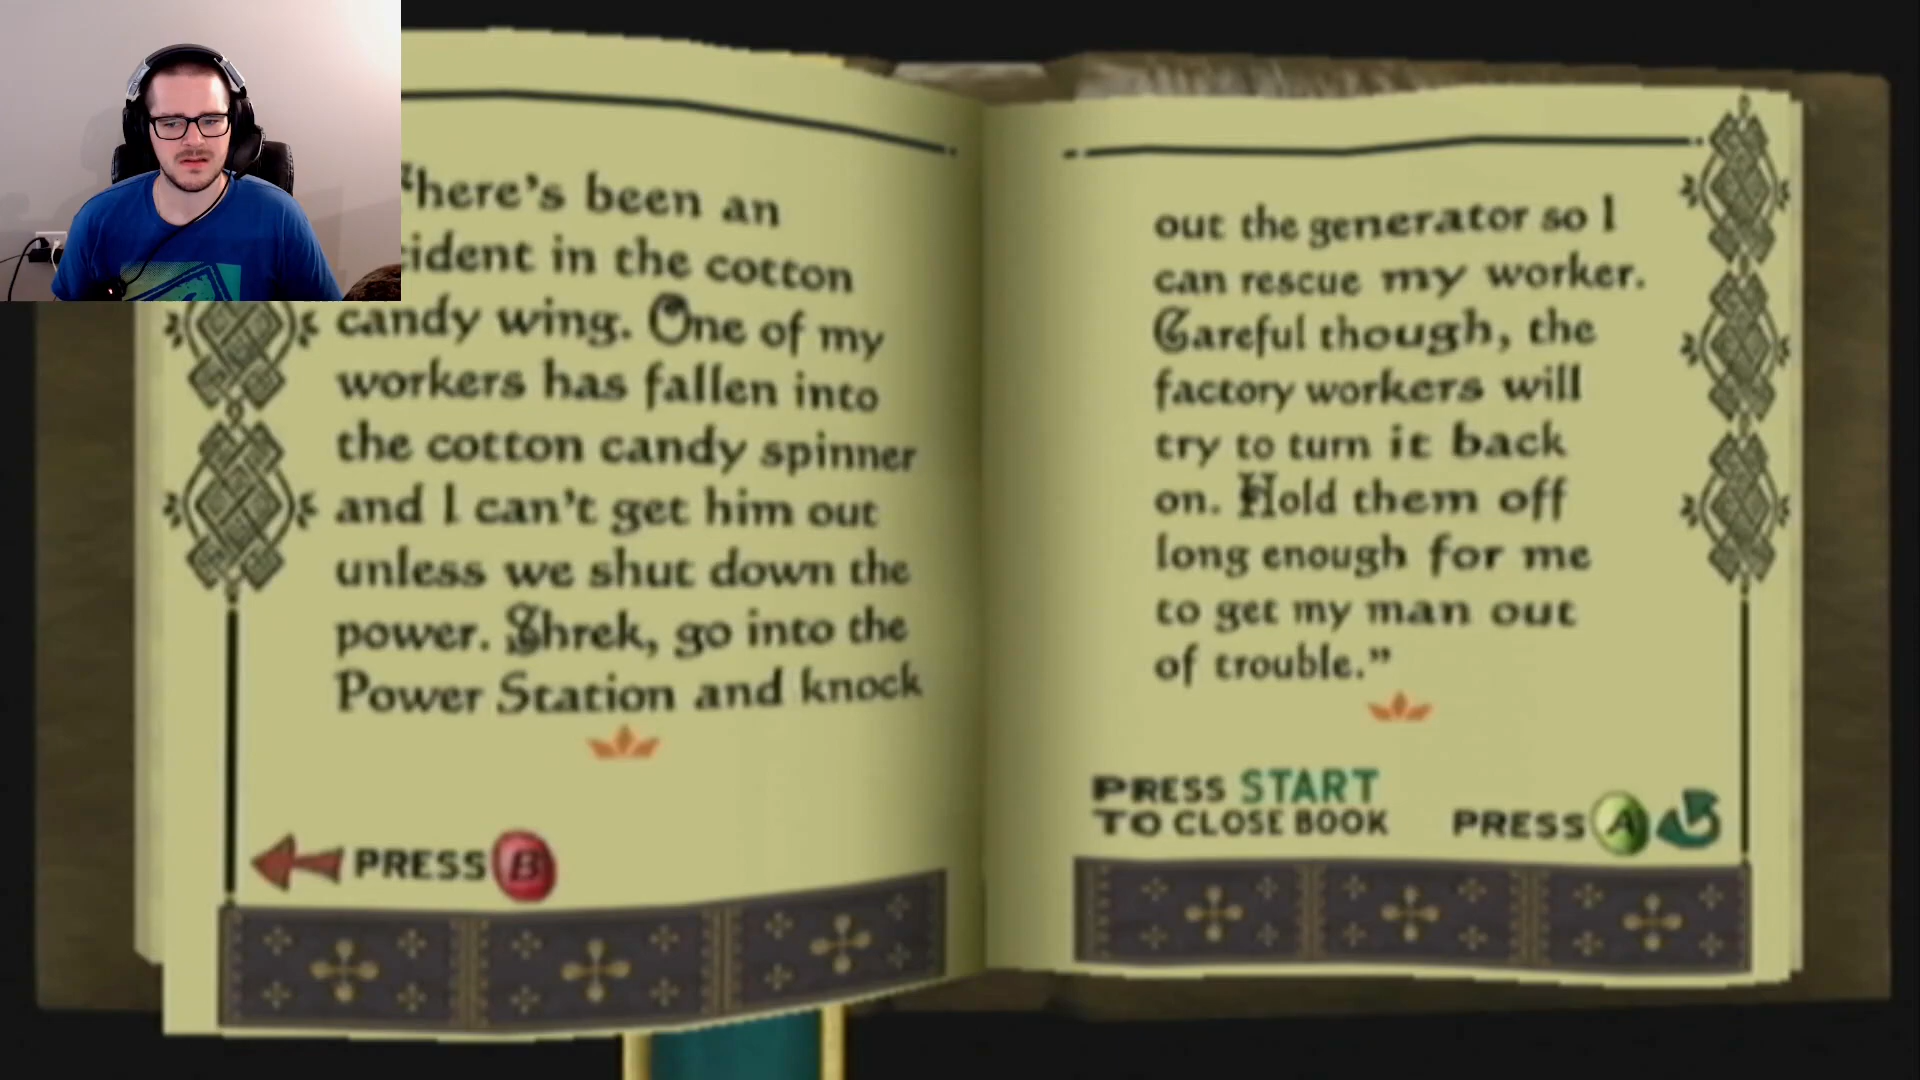 here's been an
cident in the cotton
candy wing. One of my
workers has fallen into
the cotton candy spinner
and I can't get him out
unless we shut down the
power. Shrek, go into the
Power Station and knock
PRESS B
out the generator so I
can rescue my worker.
Careful though, the
factory workers will
try to turn it back
on. Hold them off
long enough for me
to get my man out
of trouble.”
PRESS START
TO CLOSE BOOK
PRESS A